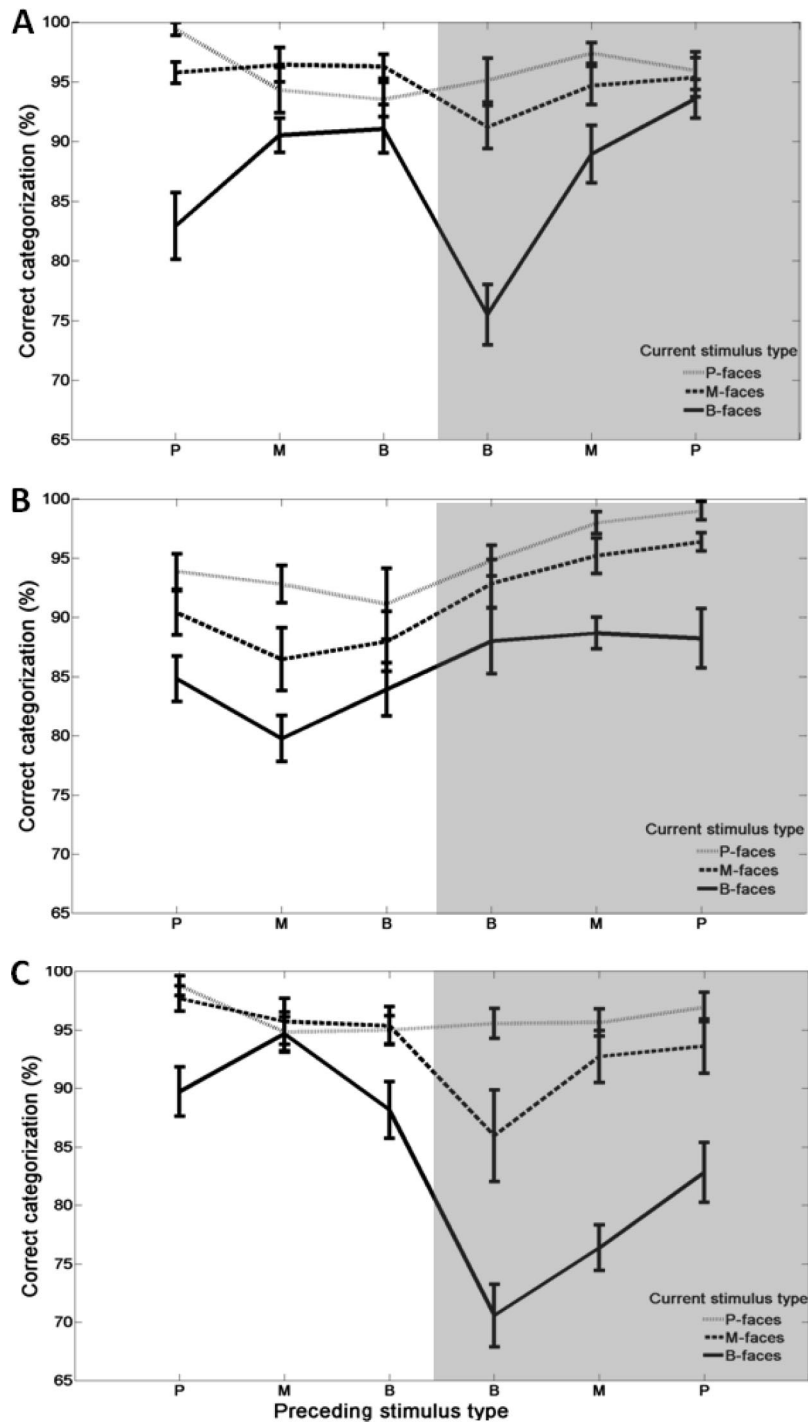 A
Correct categorization (%)
100
95
90
85
80
75
70
65
P M B B M P
Current stimulus type
P-faces
M-faces
B-faces
B
Correct categorization (%)
100
95
90
85
80
75
70
65
P M B B M P
Current stimulus type
P-faces
M-faces
B-faces
C
Correct categorization (%)
100
95
90
85
80
75
70
65
P M B B M P
Current stimulus type
P-faces
M-faces
B-faces
Preceding stimulus type